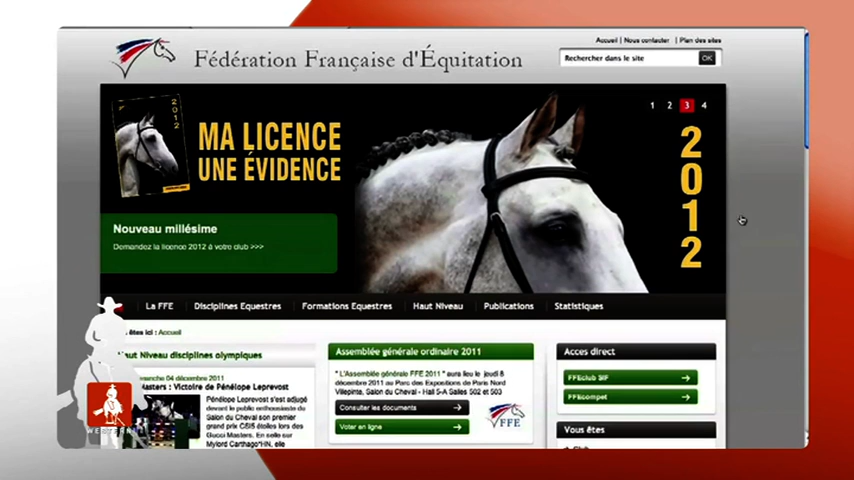 Accueil | Nous contacter | Plan des sites
Fédération Française d'Équitation
Rechercher dans le site
OK
1 2 3 4
2012
MA LICENCE
UNE ÉVIDENCE
2012
Nouveau millésime
Demandez la licence 2012 à votre club >>>
La FFE
Disciplines Equestres
Formations Equestres
Haut Niveau
Publications
Statistiques
êtes ici : Accueil
Haut Niveau disciplines olympiques
manche 04 décembre 2011
Masters : Victoire de Pénélope Leprevost
Pénélope Leprevost s'est adjugé
devant le public enthousiaste du
Salon du Cheval son premier
grand prix CSI5 étoiles lors des
Gucci Masters. En selle sur
Mylord Carthago*HN, elle
Assemblée générale ordinaire 2011
" L'Assemblée générale FFE 2011 " aura lieu le jeudi 8
décembre 2011 au Parc des Expositions de Paris Nord
Villepinte, Salon du Cheval - Hall 5-A Salles 502 et 503
Consulter les documents
Voter en ligne
FFE
Acces direct
FFEclub SIF
FFEcompet
Vous êtes
WESTERN